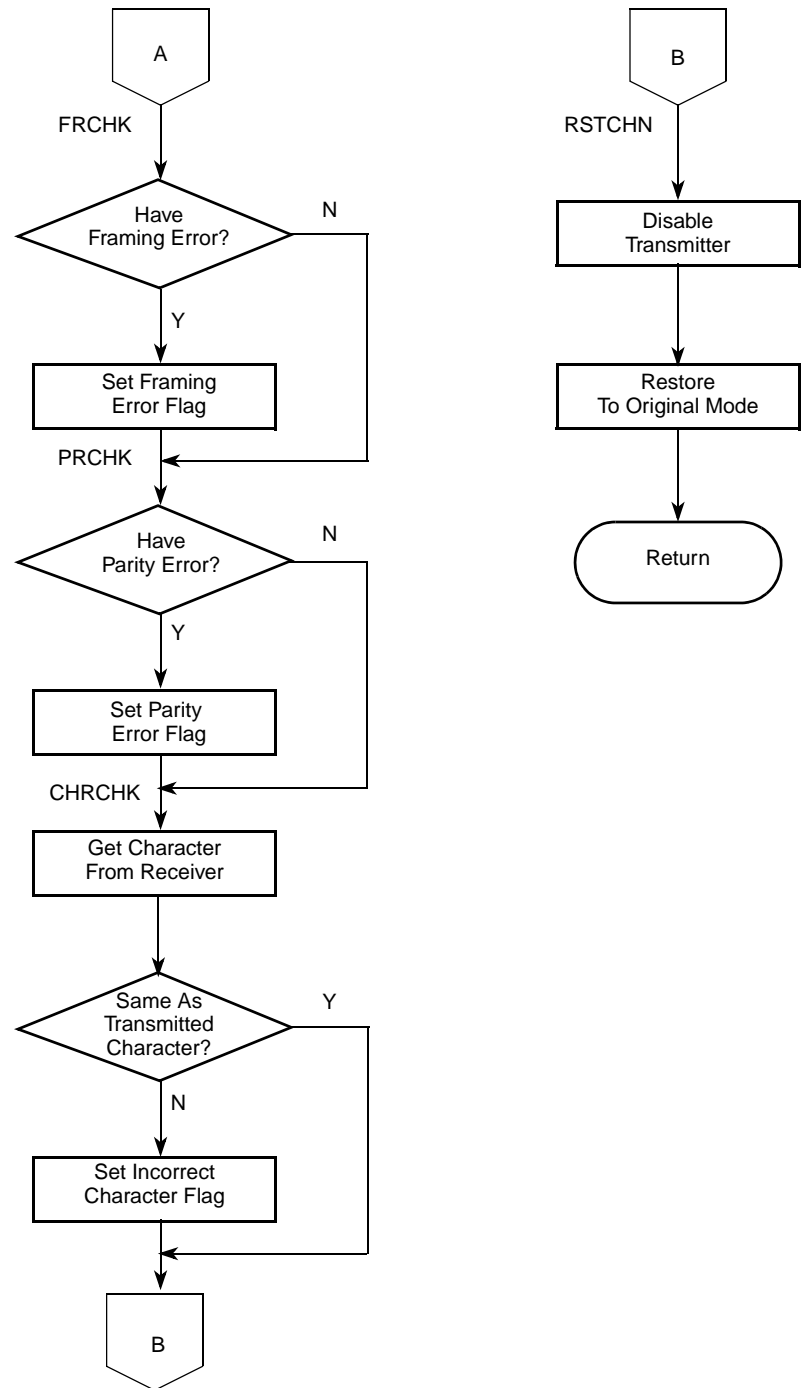 A
FRCHK
Have
Framing Error?
N
Y
Set Framing
Error Flag
PRCHK
Have
Parity Error?
N
Y
Set Parity
Error Flag
CHRCHK
Get Character
From Receiver
Same As
Transmitted
Character?
Y
N
Set Incorrect
Character Flag
B
B
RSTCHN
Disable
Transmitter
Restore
To Original Mode
Return